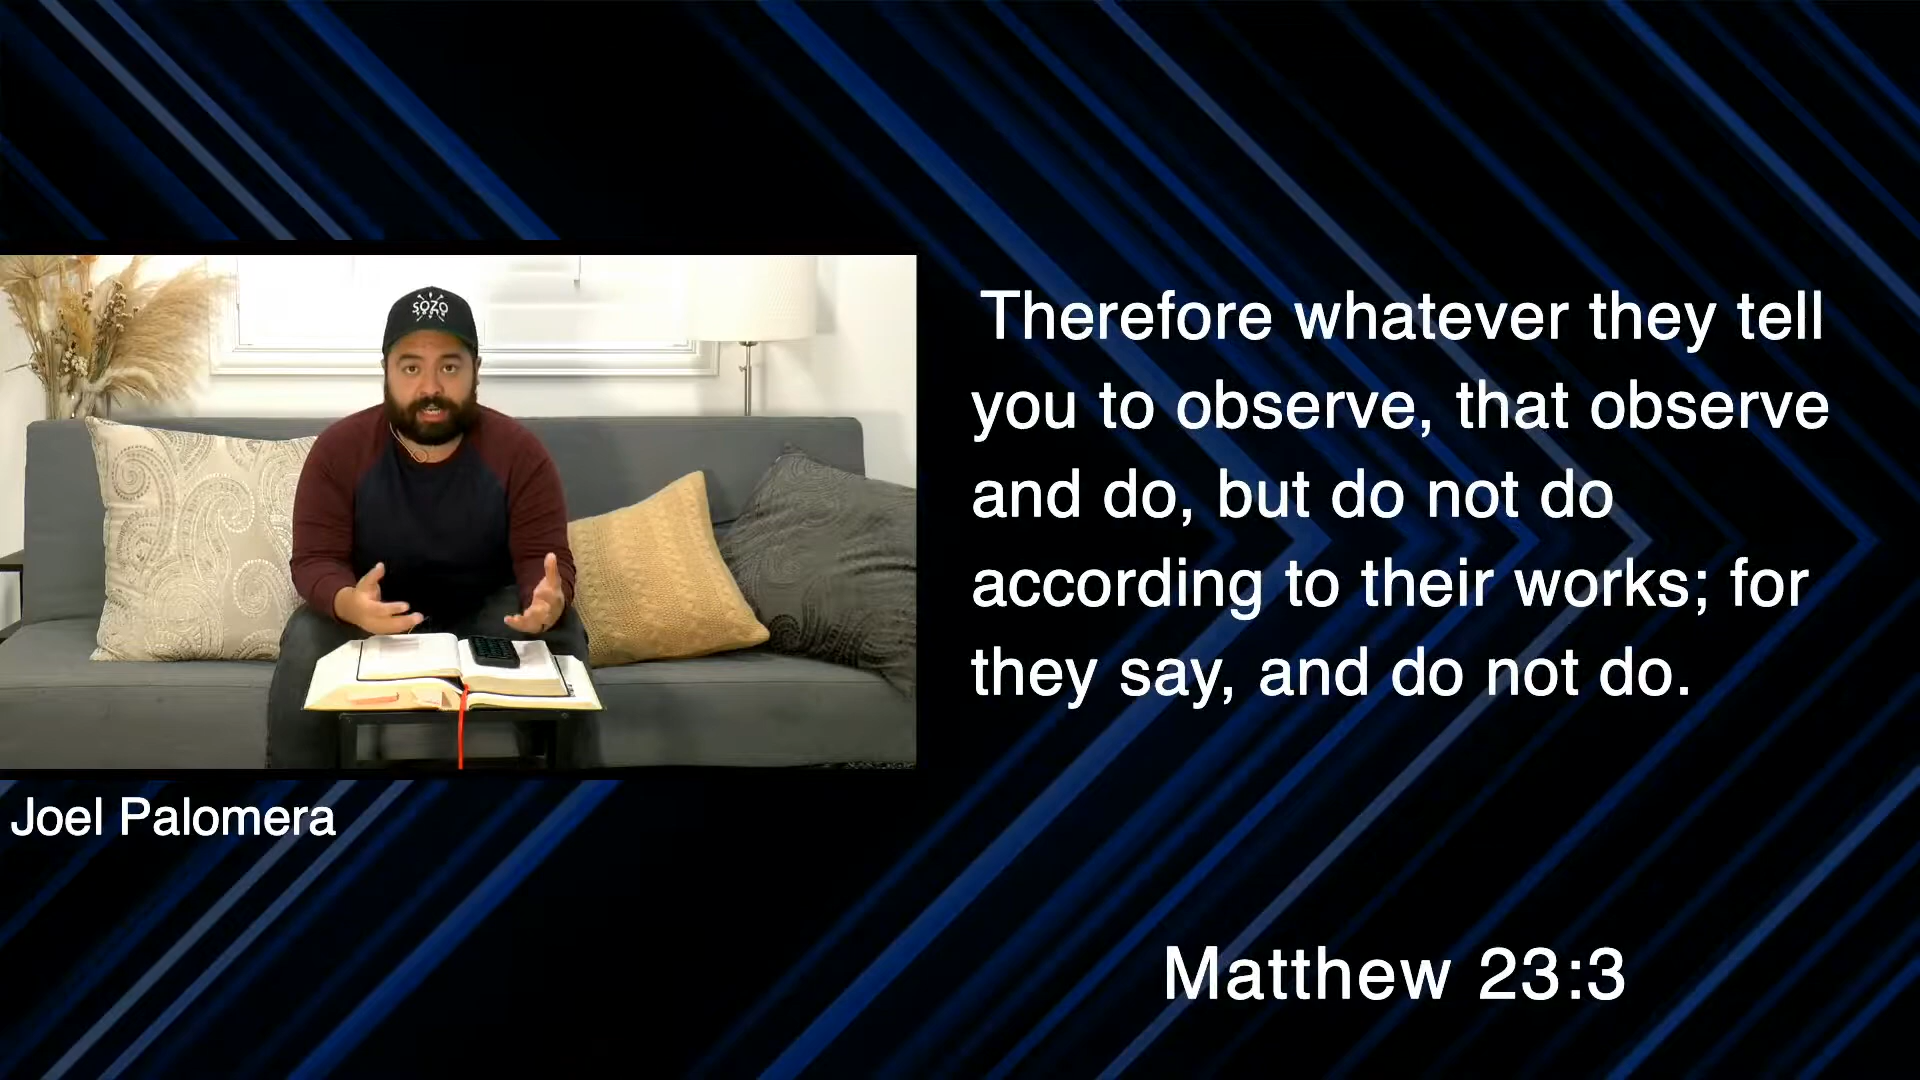 SOZO
Therefore whatever they tell
you to observe, that observe
and do, but do not do
according to their works; for
they say, and do not do.
Joel Palomera
Matthew 23:3